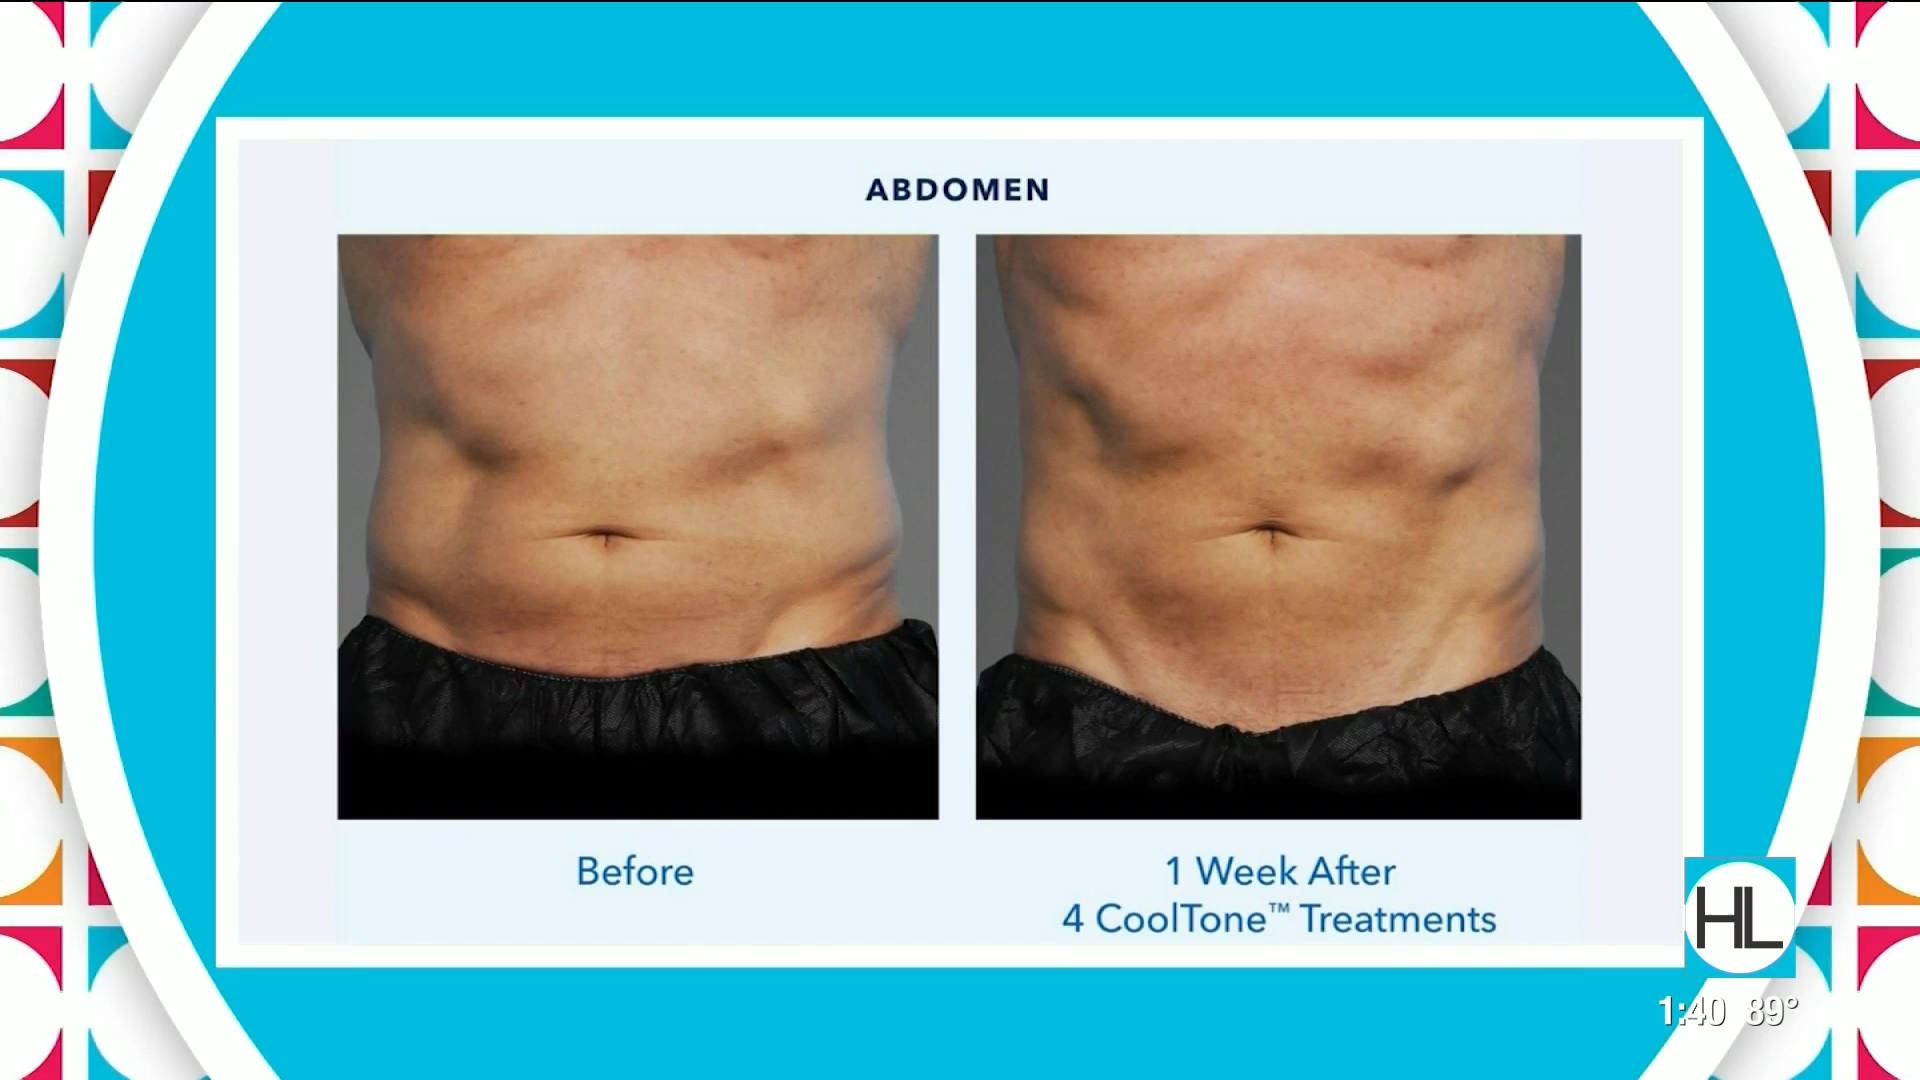 ABDOMEN
Before
1 Week After
4 CoolTone™ Treatments
HL
1:40 89°